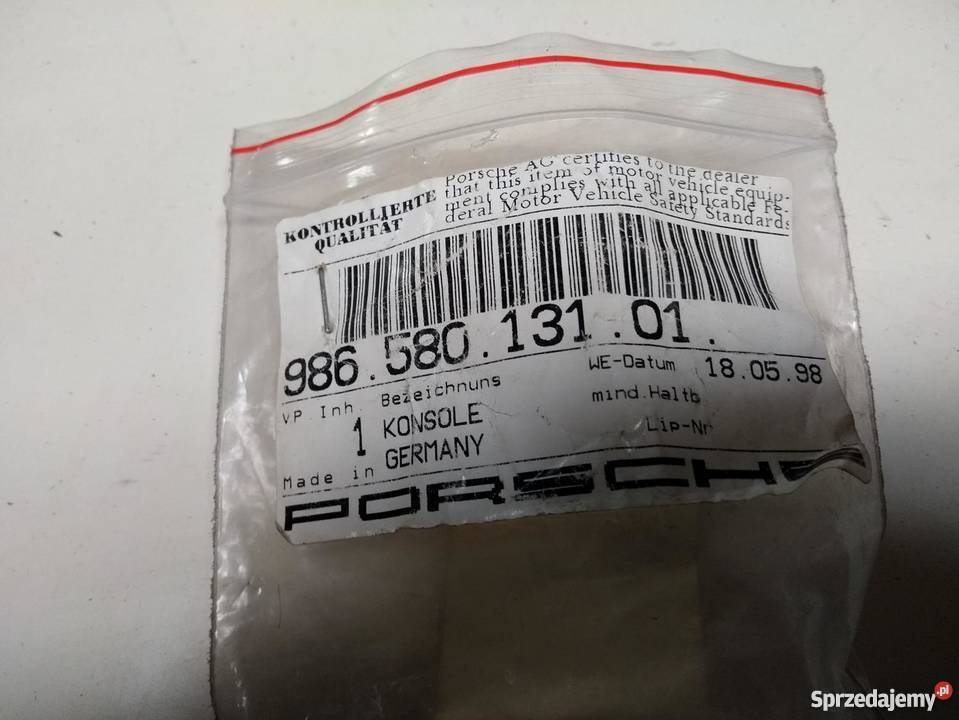 KONTROLLIERTE
QUALITÄT
Porsche AG certifies to the dealer
that this item of motor vehicle equip-
ment complies with all applicable Fe-
deral Motor Vehicle Safety Standards
986.580.131.01.
VP.Inh. Bezeichnung WE-Datum 18.05.98
1 KONSOLE mind.Haltb
Made in GERMANY Lip-Nr
PORSCHE
Sprzedajemy.pl